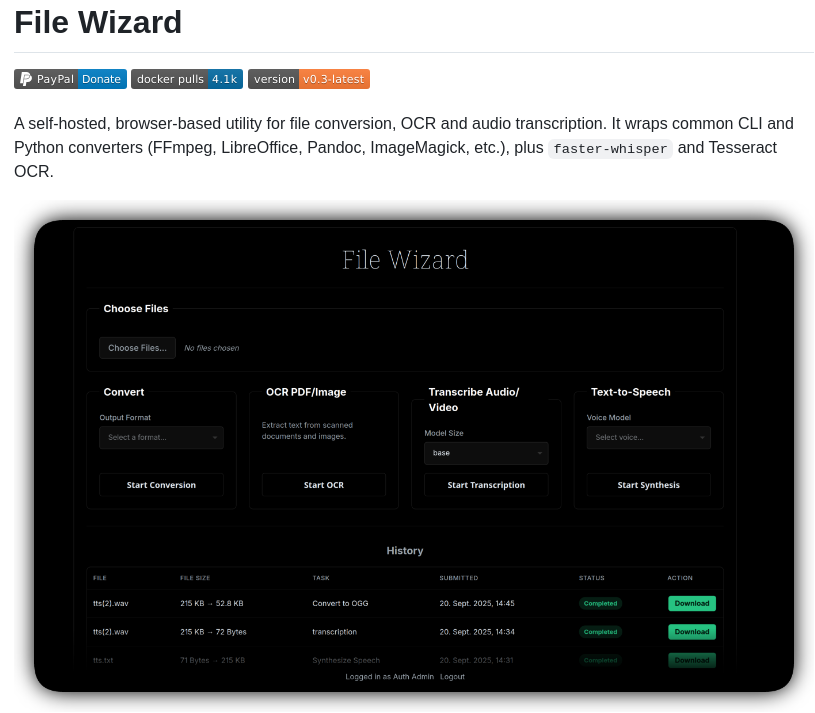 File Wizard
PayPal Donate docker pulls 4.1k version v0.3-latest
A self-hosted, browser-based utility for file conversion, OCR and audio transcription. It wraps common CLI and
Python converters (FFmpeg, LibreOffice, Pandoc, ImageMagick, etc.), plus faster-whisper and Tesseract
OCR.
File Wizard
Choose Files
Choose Files... No files chosen
Convert
Output Format
Select a format...
Start Conversion
OCR PDF/Image
Extract text from scanned
documents and images.
Start OCR
Transcribe Audio/
Video
Model Size
base
Start Transcription
Text-to-Speech
Voice Model
Select voice...
Start Synthesis
History
FILE FILE SIZE TASK SUBMITTED STATUS ACTION
tts(2).wav 215 KB → 52.8 KB Convert to OGG 20. Sept. 2025, 14:45 Completed Download
tts(2).wav 215 KB → 72 Bytes transcription 20. Sept. 2025, 14:34 Completed Download
tts.txt 71 Bytes → 215 KB Synthesize Speech 20. Sept. 2025, 14:31 Completed Download
Logged in as Auth Admin Logout